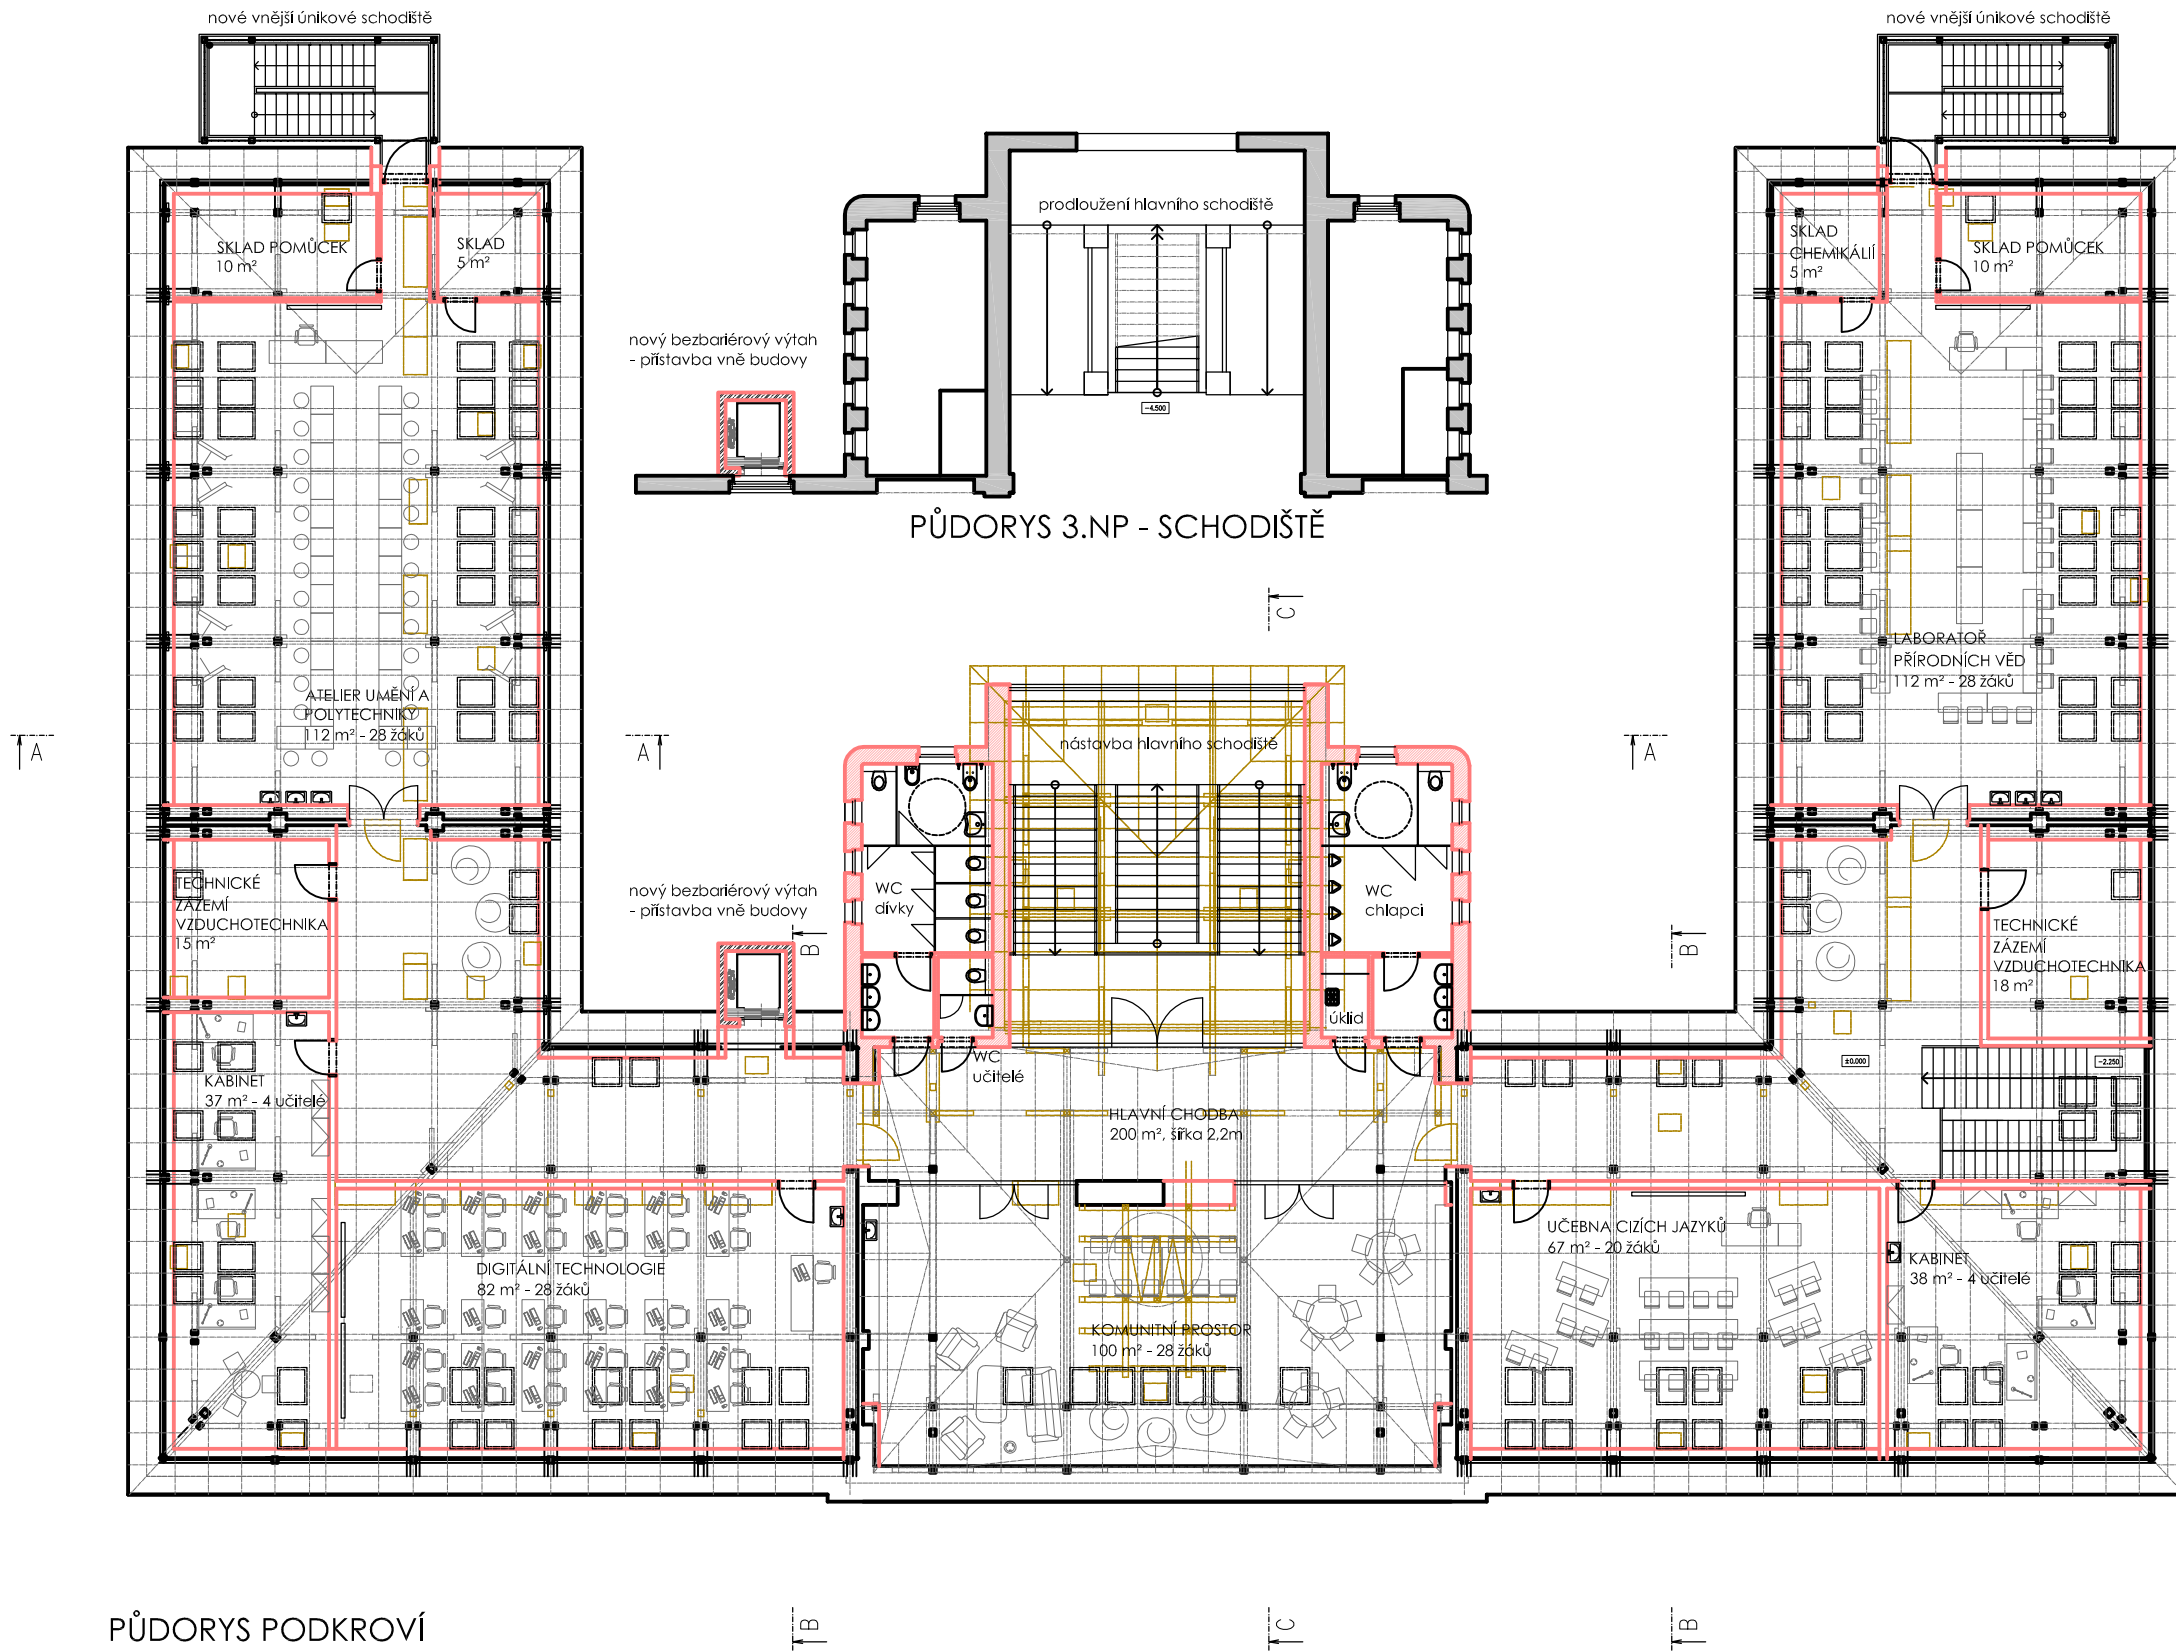 nové vnější únikové schodiště
nové vnější únikové schodiště
SKLAD POMŮCEK
10 m²
SKLAD
5 m²
prodloužení hlavního schodiště
SKLAD
CHEMIKÁLIÍ
5 m²
SKLAD POMŮCEK
10 m²
nový bezbariérový výtah
- přístavba vně budovy
-4,500
PŮDORYS 3.NP - SCHODIŠTĚ
C
ATELIER UMĚNÍ A
POLYTECHNIKY
112 m² - 28 žáků
LABORATOŘ
PŘÍRODNÍCH VĚD
112 m² - 28 žáků
A
A
A
nástavba hlavního schodiště
TECHNICKÉ
ZÁZEMÍ
VZDUCHOTECHNIKA
15 m²
nový bezbariérový výtah
- přístavba vně budovy
B
WC
dívky
WC
chlapci
B
TECHNICKÉ
ZÁZEMÍ
VZDUCHOTECHNIKA
18 m²
úklid
WC
učitelé
±0,000
-2,250
KABINET
37 m² - 4 učitelé
HLAVNÍ CHODBA
200 m², šířka 2,2m
DIGITÁLNÍ TECHNOLOGIE
82 m² - 28 žáků
UČEBNA CIZÍCH JAZYKŮ
67 m² - 20 žáků
KABINET
38 m² - 4 učitelé
KOMUNITNÍ PROSTOR
100 m² - 28 žáků
PŮDORYS PODKROVÍ
B
C
B